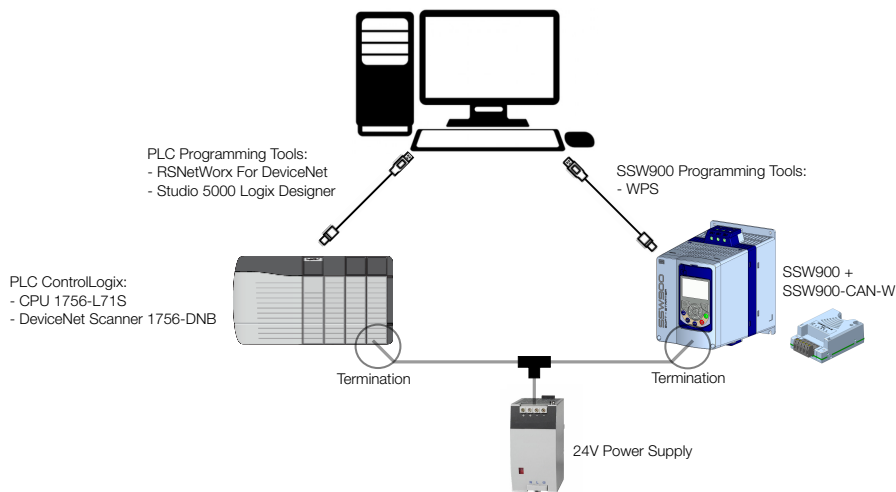 PLC Programming Tools:
- RSNetWorx For DeviceNet
- Studio 5000 Logix Designer
SSW900 Programming Tools:
- WPS
PLC ControlLogix:
- CPU 1756-L71S
- DeviceNet Scanner 1756-DNB
SSW900
SSW900 +
SSW900-CAN-W
Termination
Termination
24V Power Supply